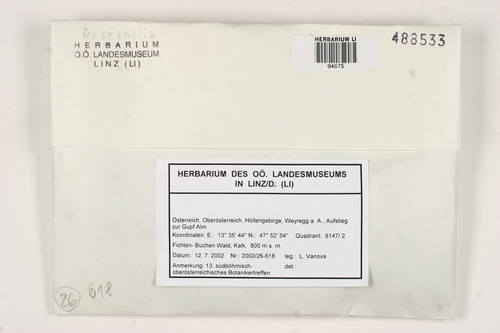 Dicranella
HERBARIUM
O.Ö. LANDESMUSEUM
LINZ (LI)
HERBARIUM LI
94675
488533
HERBARIUM DES OÖ. LANDESMUSEUMS
IN LINZ/D. (LI)
Österreich, Oberösterreich, Höllengebirge, Weyregg a. A., Aufstieg
zur Gupf Alm
Koordinaten: E.: 13° 35' 44" N.: 47° 52' 54" Quadrant: 8147/ 2
Fichten- Buchen Wald, Kalk, 800 m s. m.
Datum: 12. 7. 2002 Nr.: 2002/26-618 leg.: L. Vanova
Anmerkung: 13. südböhmisch- det.:
oberösterreichisches Botanikertreffen
26 618